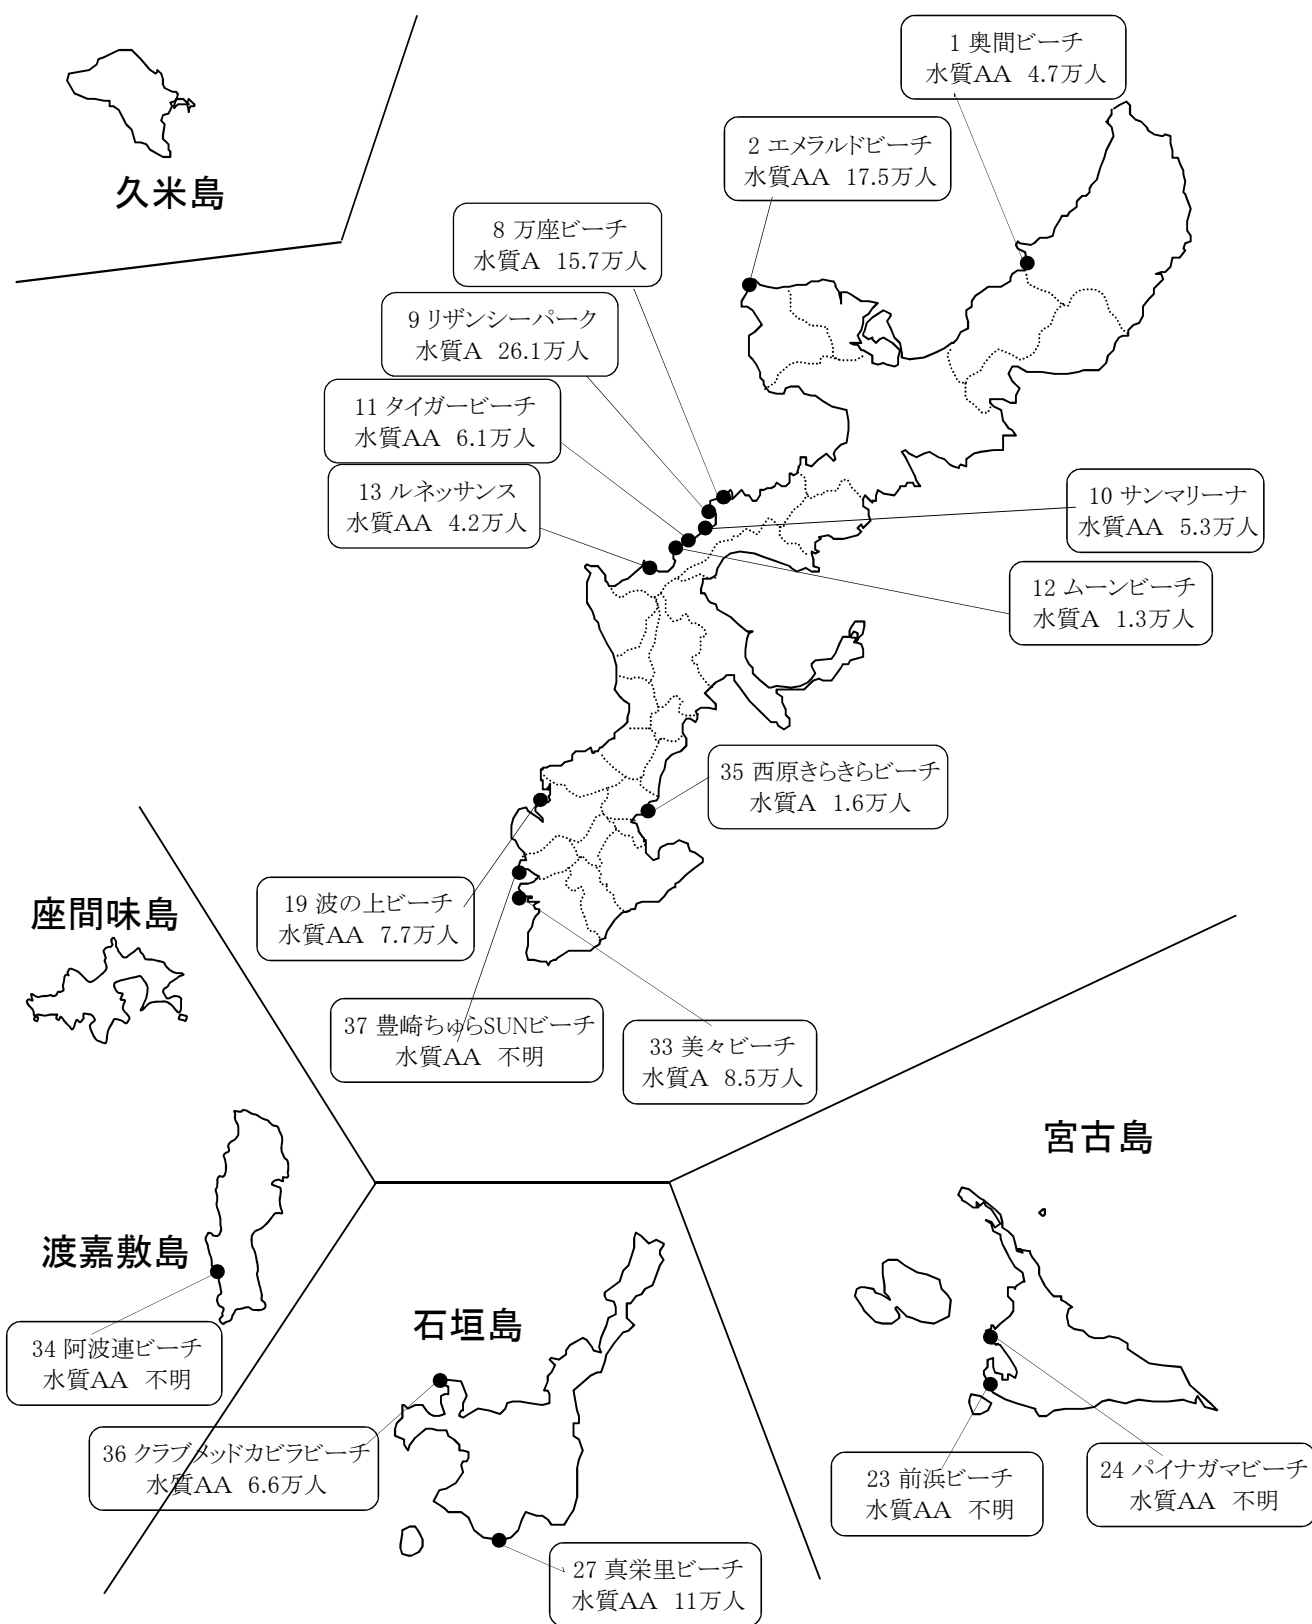 1 奥間ビーチ
水質AA 4.7万人
2 エメラルドビーチ
水質AA 17.5万人
久米島
8 万座ビーチ
水質A 15.7万人
9 リザンシーパーク
水質A 26.1万人
11 タイガービーチ
水質AA 6.1万人
13 ルネッサンス
水質AA 4.2万人
10 サンマリーナ
水質AA 5.3万人
12 ムーンビーチ
水質A 1.3万人
35 西原きらきらビーチ
水質A 1.6万人
19 波の上ビーチ
水質AA 7.7万人
座間味島
37 豊崎ちゅらSUNビーチ
水質AA 不明
33 美々ビーチ
水質A 8.5万人
宮古島
渡嘉敷島
34 阿波連ビーチ
水質AA 不明
石垣島
36 クラブメッドカビラビーチ
水質AA 6.6万人
23 前浜ビーチ
水質AA 不明
24 パイナガマビーチ
水質AA 不明
27 真栄里ビーチ
水質AA 11万人